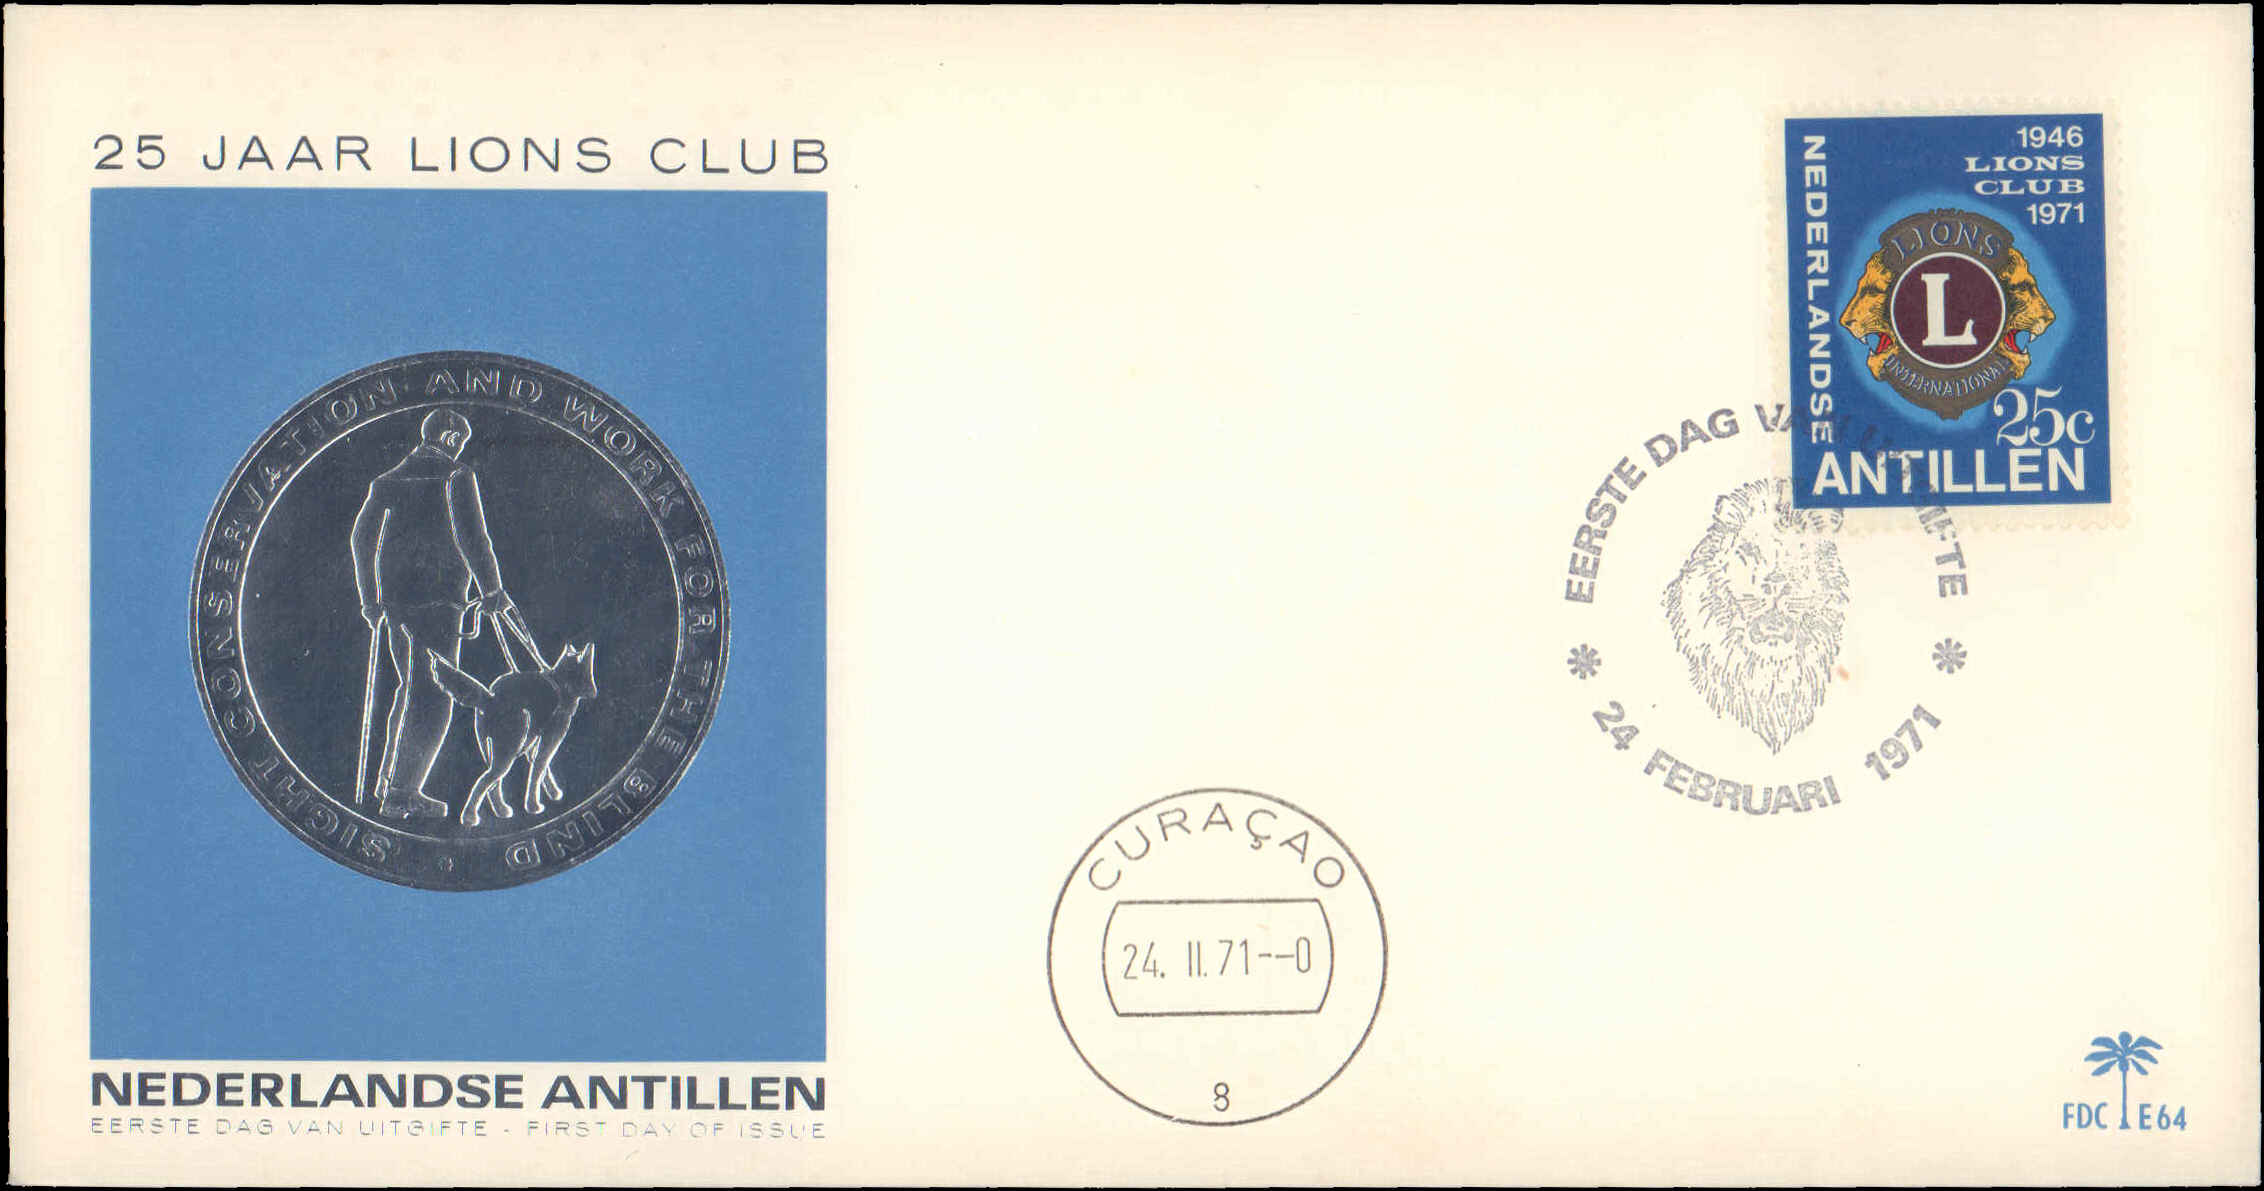 25 JAAR LIONS CLUB
SIGHT CONSERVATION AND WORK FOR THE BLIND
NEDERLANDSE ANTILLEN
EERSTE DAG VAN UITGIFTE - FIRST DAY OF ISSUE
CURAÇAO
24. II. 71--0
8
NEDERLANDSE
ANTILLEN
1946
LIONS
CLUB
1971
LIONS
L
INTERNATIONAL
25c
EERSTE DAG VAN UITGIFTE
24 FEBRUARI 1971
FDC E64